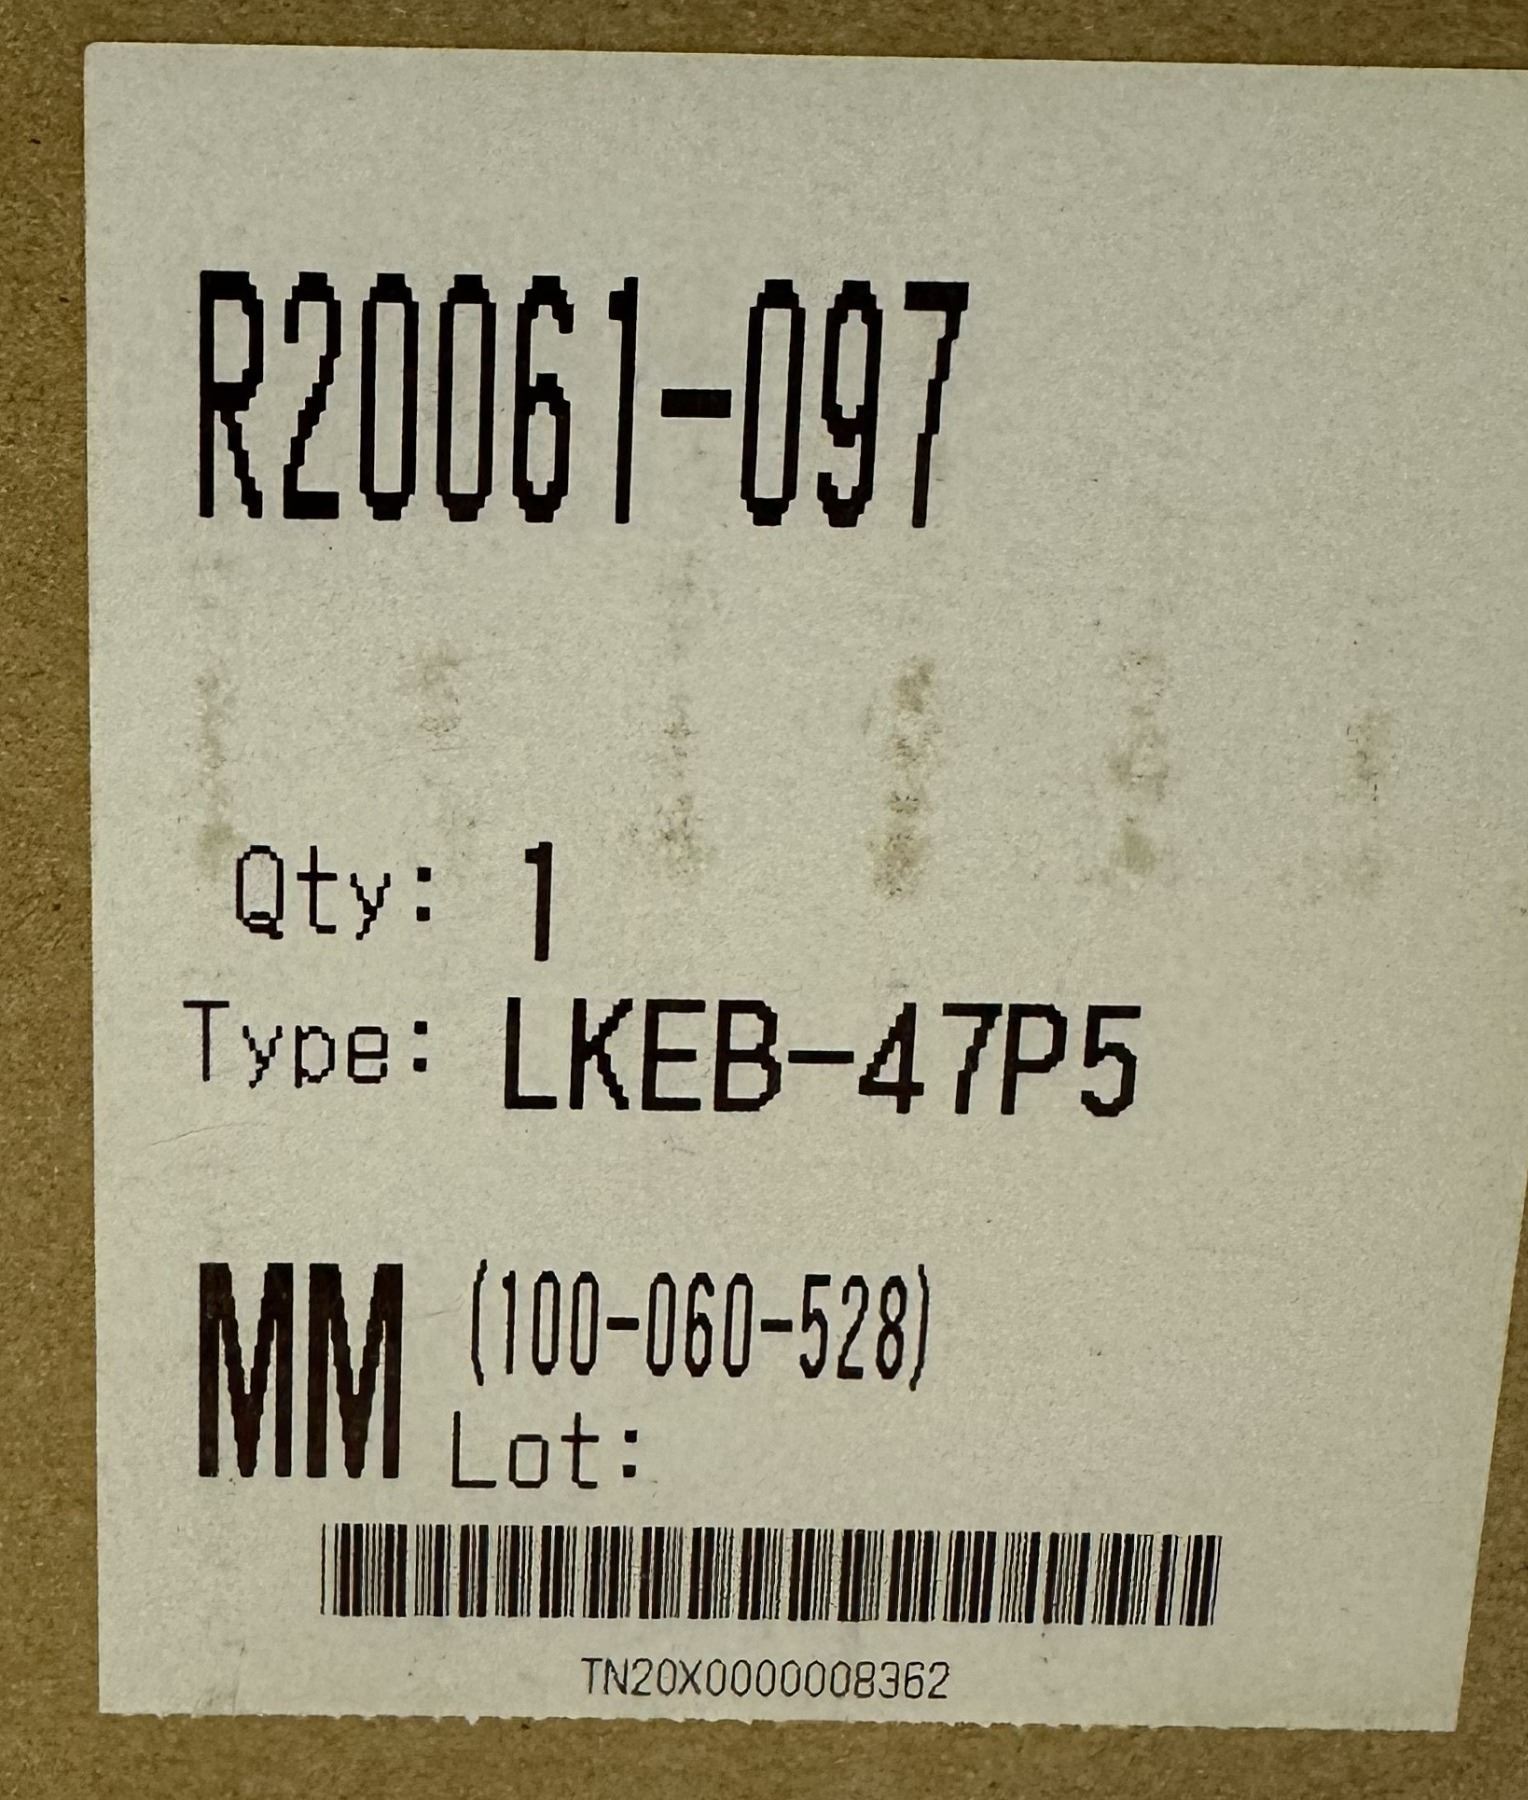 R20061-097
Qty: 1
Type: LKEB-47P5
MM (100-060-528)
Lot:
TN20X0000008362